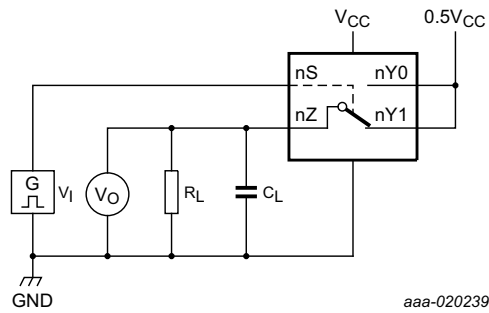 VCC 0.5VCC
nS nY0
nZ nY1
G VI VO RL CL
GND
aaa-020239